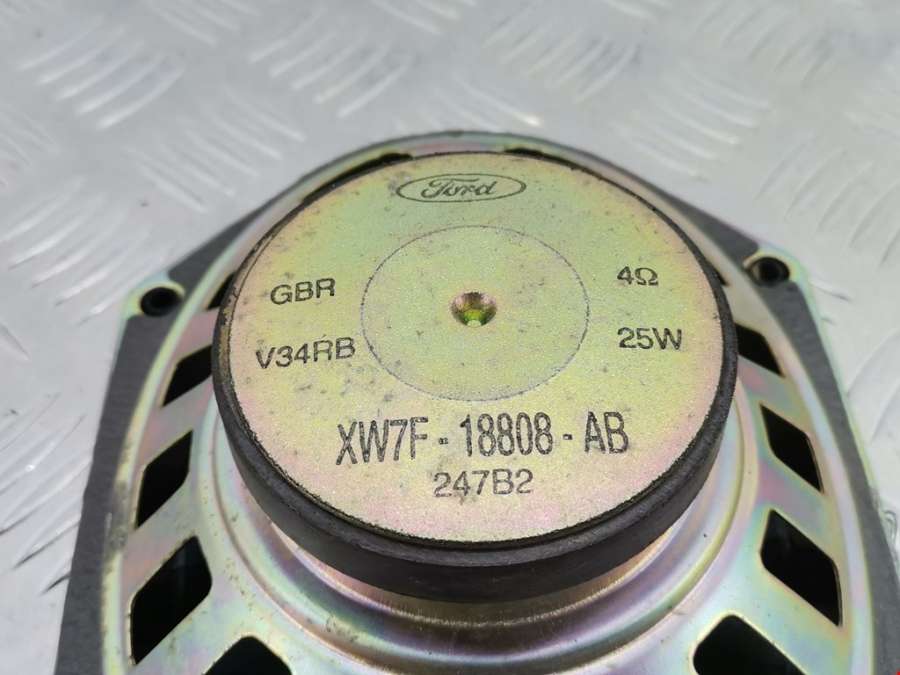 Ford
GBR
4Ω
V34RB
25W
XW7F-18808-AB
247B2